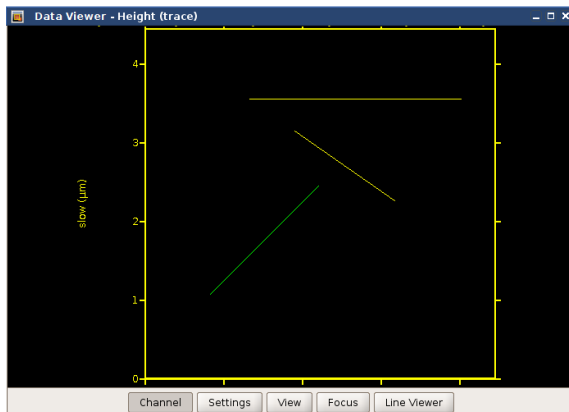 Data Viewer - Height (trace)
4
3
slow (µm)
2
1
0
Channel Settings View Focus Line Viewer